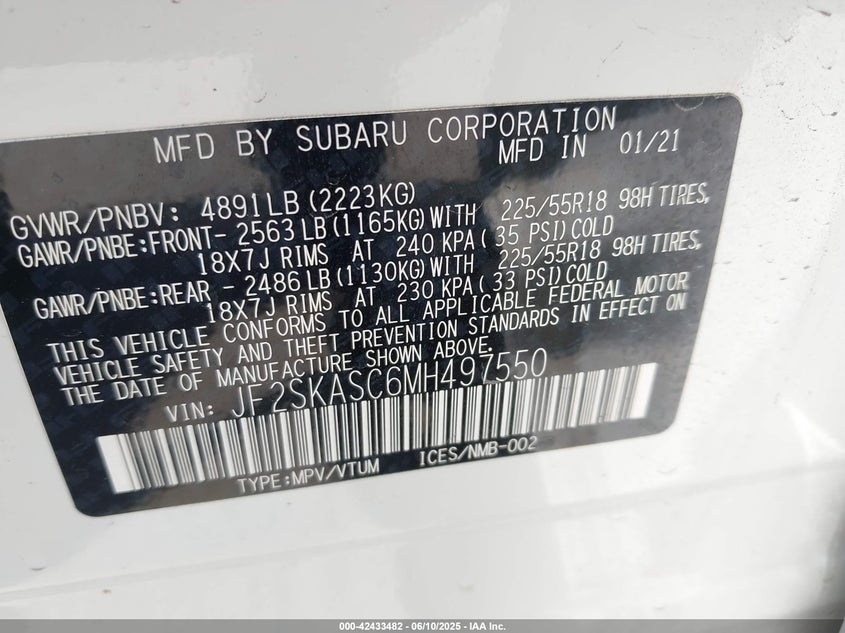 MFD BY SUBARU CORPORATION
MFD IN 01/21
GVWR/PNBV: 4891LB (2223KG)
GAWR/PNBE:FRONT- 2563LB(1165KG)WITH 225/55R18 98H TIRES,
18X7J RIMS AT 240 KPA( 35 PSI)COLD
GAWR/PNBE:REAR - 2486LB(1130KG)WITH 225/55R18 98H TIRES,
18X7J RIMS AT 230 KPA( 33 PSI)COLD
THIS VEHICLE CONFORMS TO ALL APPLICABLE FEDERAL MOTOR
VEHICLE SAFETY AND THEFT PREVENTION STANDARDS IN EFFECT ON
THE DATE OF MANUFACTURE SHOWN ABOVE.
VIN: JF2SKASC6MH497550
TYPE:MPV/VTUM ICES/NMB-002
000-42433482 - 06/10/2025 - IAA Inc.